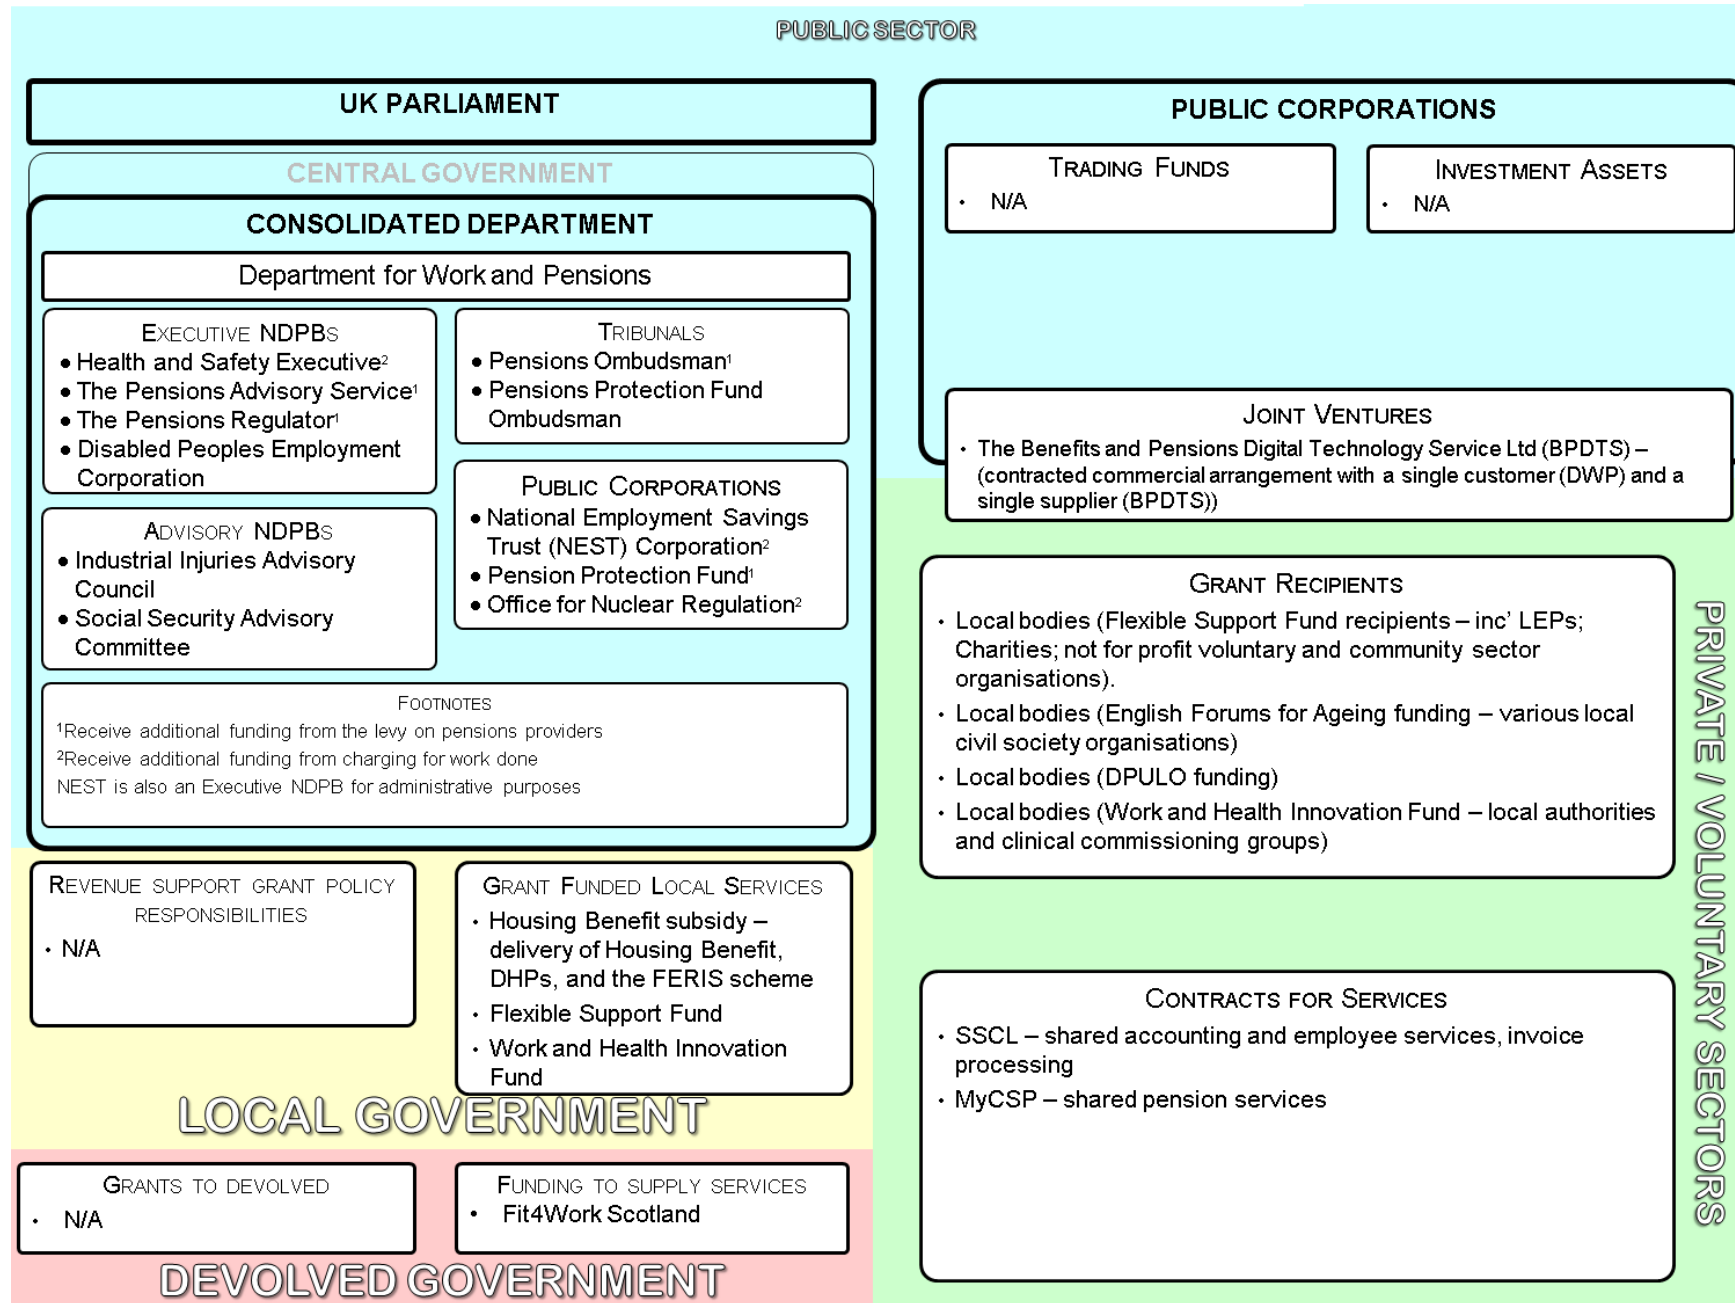 PUBLIC SECTOR
UK PARLIAMENT
CENTRAL GOVERNMENT
CONSOLIDATED DEPARTMENT
Department for Work and Pensions
EXECUTIVE NDPBS
• Health and Safety Executive²
• The Pensions Advisory Service¹
• The Pensions Regulator¹
• Disabled Peoples Employment
Corporation
ADVISORY NDPBS
• Industrial Injuries Advisory
Council
• Social Security Advisory
Committee
TRIBUNALS
• Pensions Ombudsman¹
• Pensions Protection Fund
Ombudsman
PUBLIC CORPORATIONS
• National Employment Savings
Trust (NEST) Corporation²
• Pension Protection Fund¹
• Office for Nuclear Regulation²
FOOTNOTES
¹Receive additional funding from the levy on pensions providers
²Receive additional funding from charging for work done
NEST is also an Executive NDPB for administrative purposes
REVENUE SUPPORT GRANT POLICY
RESPONSIBILITIES
• N/A
GRANT FUNDED LOCAL SERVICES
• Housing Benefit subsidy –
delivery of Housing Benefit,
DHPs, and the FERIS scheme
• Flexible Support Fund
• Work and Health Innovation
Fund
LOCAL GOVERNMENT
GRANTS TO DEVOLVED
• N/A
FUNDING TO SUPPLY SERVICES
• Fit4Work Scotland
DEVOLVED GOVERNMENT
PUBLIC CORPORATIONS
TRADING FUNDS
• N/A
INVESTMENT ASSETS
• N/A
JOINT VENTURES
• The Benefits and Pensions Digital Technology Service Ltd (BPDTS) –
(contracted commercial arrangement with a single customer (DWP) and a
single supplier (BPDTS))
GRANT RECIPIENTS
• Local bodies (Flexible Support Fund recipients – inc’ LEPs;
Charities; not for profit voluntary and community sector
organisations).
• Local bodies (English Forums for Ageing funding – various local
civil society organisations)
• Local bodies (DPULO funding)
• Local bodies (Work and Health Innovation Fund – local authorities
and clinical commissioning groups)
CONTRACTS FOR SERVICES
• SSCL – shared accounting and employee services, invoice
processing
• MyCSP – shared pension services
PRIVATE / VOLUNTARY SECTORS